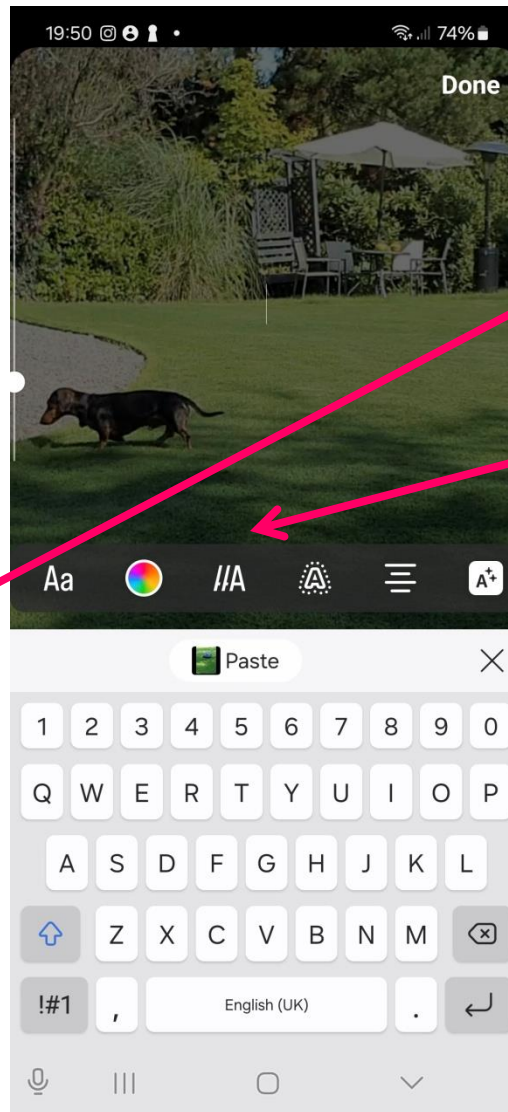 19:50 74%
Done
Aa //A A A
Paste
1 2 3 4 5 6 7 8 9 0
Q W E R T Y U I O P
A S D F G H J K L
Z X C V B N M
!#1 , English (UK) .